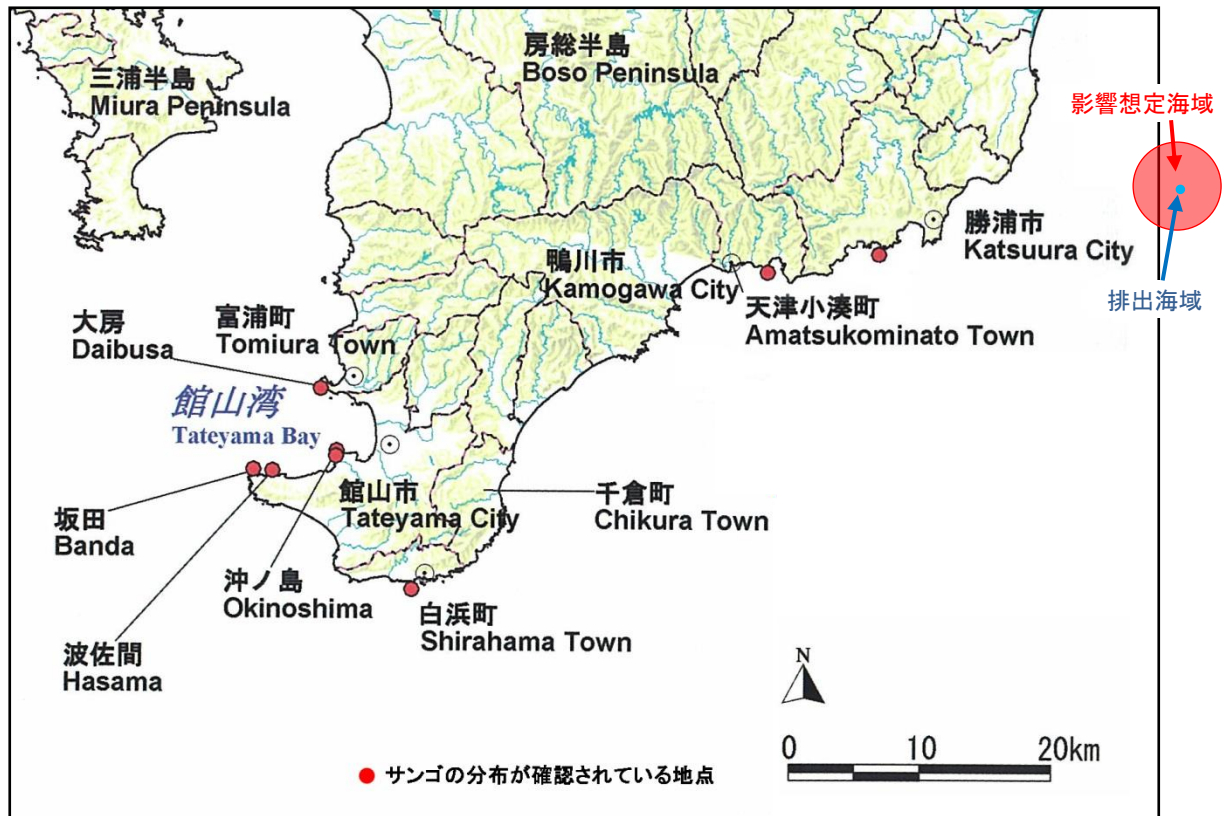 房総半島
Boso Peninsula
三浦半島
Miura Peninsula
影響想定海域
勝浦市
Katsuura City
鴨川市
Kamogawa City
排出海域
天津小湊町
Amatsukominato Town
大房
Daibusa
富浦町
Tomiura Town
館山湾
Tateyama Bay
館山市
Tateyama City
千倉町
Chikura Town
坂田
Banda
沖ノ島
Okinoshima
白浜町
Shirahama Town
波佐間
Hasama
N
0 10 20km
サンゴの分布が確認されている地点